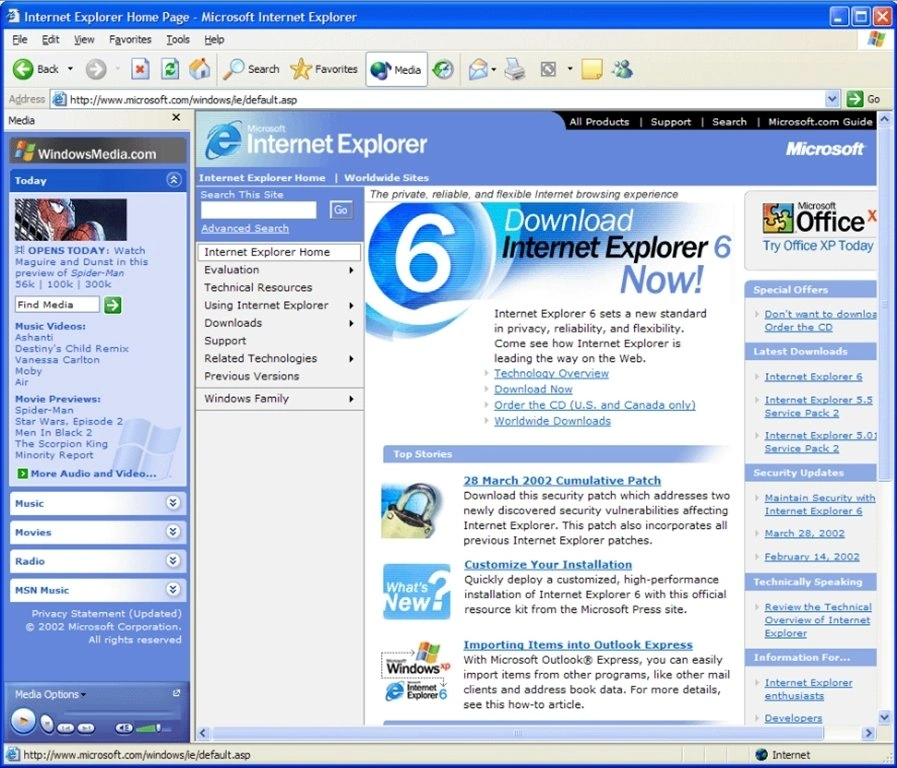 Internet Explorer Home Page - Microsoft Internet Explorer
File Edit View Favorites Tools Help
Back Search Favorites Media
Address http://www.microsoft.com/windows/ie/default.asp Go
Media
WindowsMedia.com
Today
OPENS TODAY: Watch
Maguire and Dunst in this
preview of Spider-Man
56k | 100k | 300k
Find Media
Music Videos:
Ashanti
Destiny's Child Remix
Vanessa Carlton
Moby
Air
Movie Previews:
Spider-Man
Star Wars, Episode 2
Men In Black 2
The Scorpion King
Minority Report
More Audio and Video...
Music
Movies
Radio
MSN Music
Privacy Statement (Updated)
© 2002 Microsoft Corporation.
All rights reserved
Media Options
All Products | Support | Search | Microsoft.com Guide
Microsoft
Internet Explorer
Microsoft
Internet Explorer Home | Worldwide Sites
Search This Site
Go
Advanced Search
Internet Explorer Home
Evaluation
Technical Resources
Using Internet Explorer
Downloads
Support
Related Technologies
Previous Versions
Windows Family
The private, reliable, and flexible Internet browsing experience
6
Download
Internet Explorer 6
Now!
Internet Explorer 6 sets a new standard
in privacy, reliability, and flexibility.
Come see how Internet Explorer is
leading the way on the Web.
Technology Overview
Download Now
Order the CD (U.S. and Canada only)
Worldwide Downloads
Top Stories
28 March 2002 Cumulative Patch
Download this security patch which addresses two
newly discovered security vulnerabilities affecting
Internet Explorer. This patch also incorporates all
previous Internet Explorer patches.
What's
New?
Customize Your Installation
Quickly deploy a customized, high-performance
installation of Internet Explorer 6 with this official
resource kit from the Microsoft Press site.
Windows xp
Internet
Explorer 6
Importing Items into Outlook Express
With Microsoft Outlook® Express, you can easily
import items from other programs, like other mail
clients and address book data. For more details,
see this how-to article.
Microsoft
Office X
Try Office XP Today
Special Offers
Don't want to downloa
Order the CD
Latest Downloads
Internet Explorer 6
Internet Explorer 5.5
Service Pack 2
Internet Explorer 5.01
Service Pack 2
Security Updates
Maintain Security with
Internet Explorer 6
March 28, 2002
February 14, 2002
Technically Speaking
Review the Technical
Overview of Internet
Explorer
Information For...
Internet Explorer
enthusiasts
Developers
http://www.microsoft.com/windows/ie/default.asp Internet